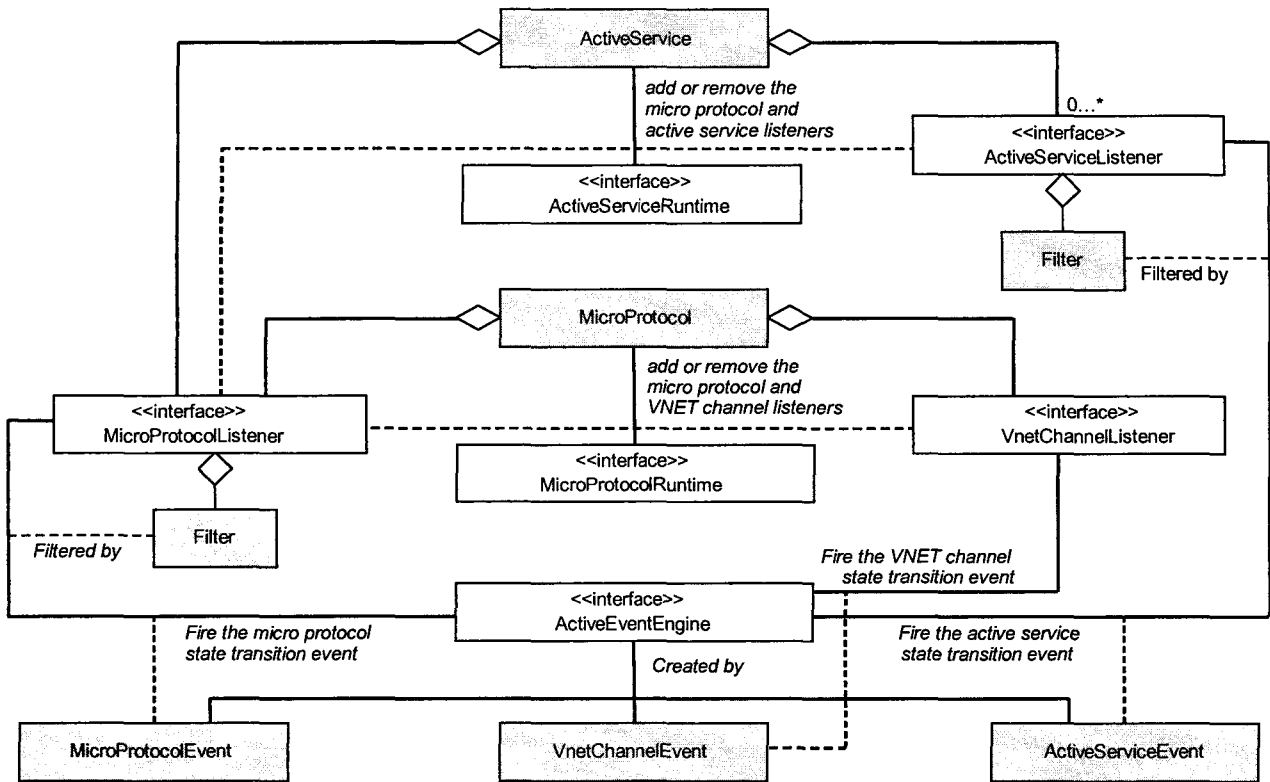 ActiveService
add or remove the
micro protocol and
active service listeners
0...*
<<interface>>
ActiveServiceListener
<<interface>>
ActiveServiceRuntime
Filter
Filtered by
MicroProtocol
add or remove the
micro protocol and
VNET channel listeners
<<interface>>
MicroProtocolListener
<<interface>>
VnetChannelListener
<<interface>>
MicroProtocolRuntime
Filter
Filtered by
Fire the VNET channel
state transition event
<<interface>>
ActiveEventEngine
Fire the micro protocol
state transition event
Fire the active service
state transition event
Created by
MicroProtocolEvent
VnetChannelEvent
ActiveServiceEvent